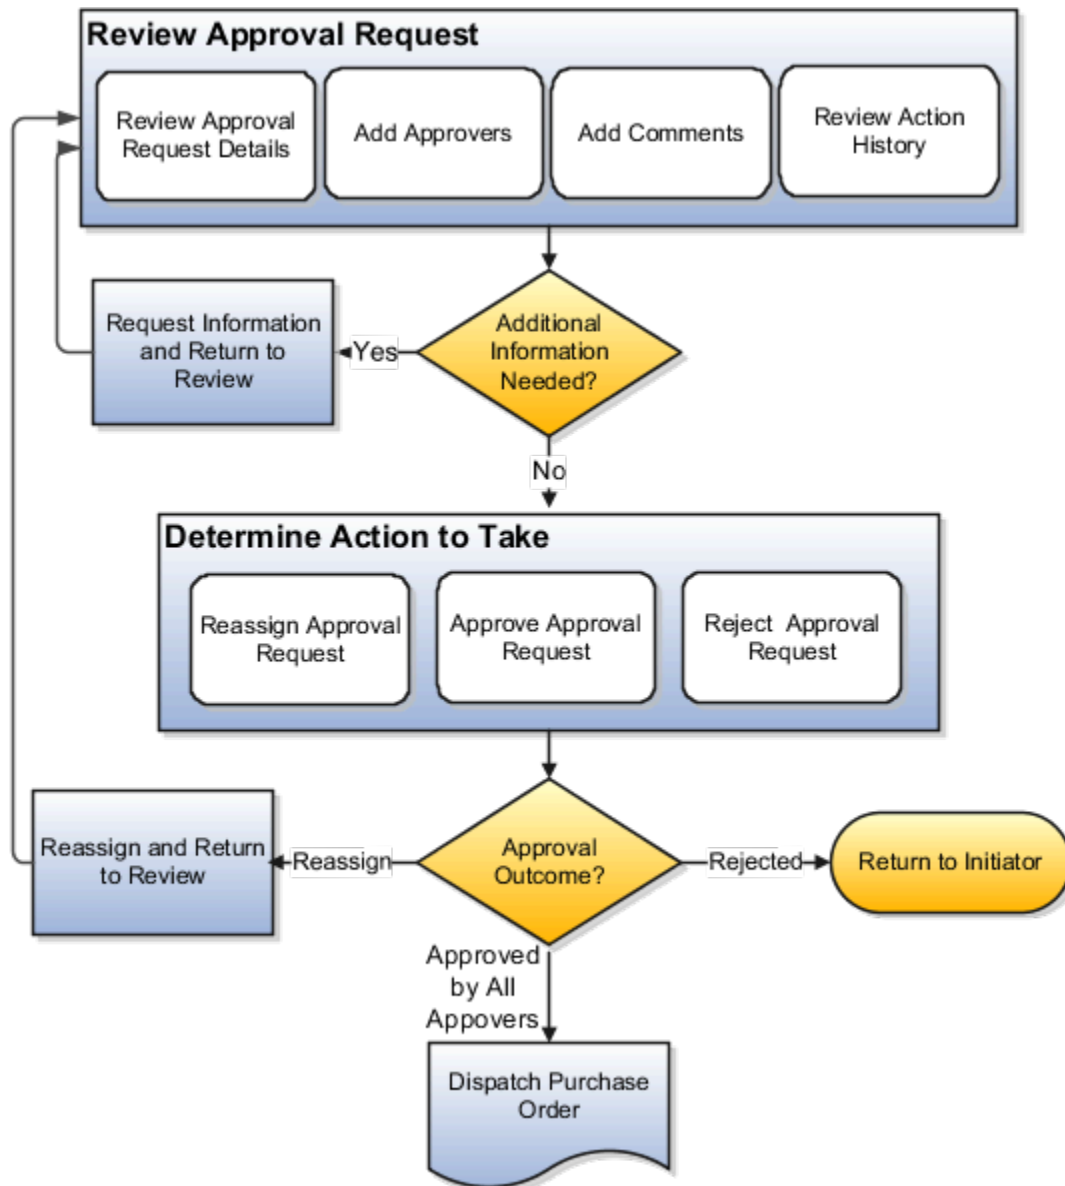 Review Approval Request
Review Approval
Request Details
Add Approvers
Add Comments
Review Action
History
Request Information
and Return to
Review
Yes
Additional
Information
Needed?
No
Determine Action to Take
Reassign Approval
Request
Approve Approval
Request
Reject Approval
Request
Reassign and Return
to Review
Reassign
Approval
Outcome?
Rejected
Return to Initiator
Approved
by All
Appovers
Dispatch Purchase
Order